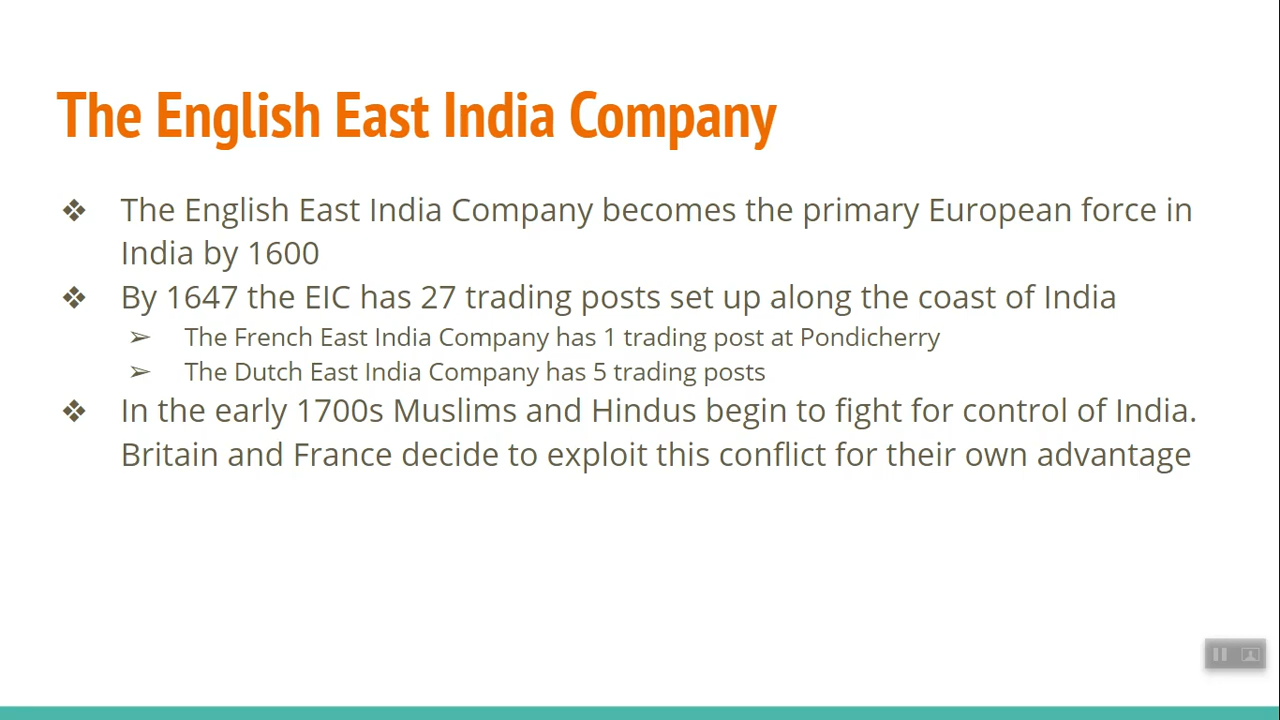 The English East India Company
❖ The English East India Company becomes the primary European force in
India by 1600
❖ By 1647 the EIC has 27 trading posts set up along the coast of India
➢ The French East India Company has 1 trading post at Pondicherry
➢ The Dutch East India Company has 5 trading posts
❖ In the early 1700s Muslims and Hindus begin to fight for control of India.
Britain and France decide to exploit this conflict for their own advantage